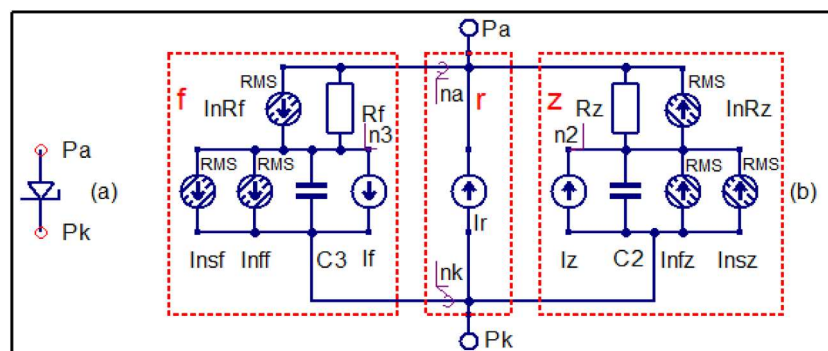 Pa
f
RMS
InRf
Rf
n3
na
r
z
RMS
InRz
Rz
n2
Pa
(a)
RMS
RMS
RMS
RMS
(b)
Pk
Ir
Insf
Inff
C3
If
nk
Iz
C2
Infz
Insz
Pk